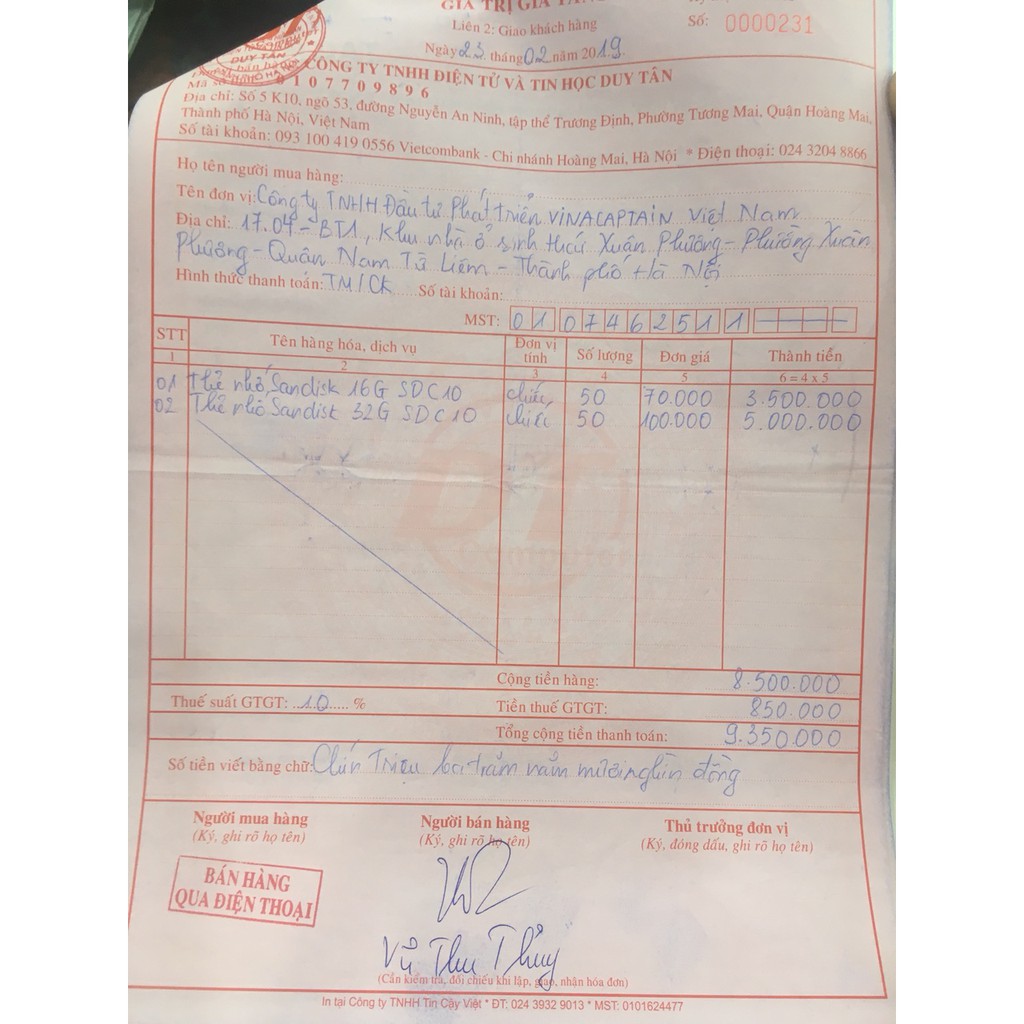 GIÁ TRỊ GIA TĂNG
Liên 2: Giao khách hàng
Số: 0000231
Ngày 23 tháng 02 năm 2019
DUY TÂN
CÔNG TY TNHH ĐIỆN TỬ VÀ TIN HỌC DUY TÂN
Mã số 0107709896
Địa chỉ: Số 5 K10, ngõ 53, đường Nguyễn An Ninh, tập thể Trương Định, Phường Tương Mai, Quận Hoàng Mai,
Thành phố Hà Nội, Việt Nam
Số tài khoản: 093 100 419 0556 Vietcombank - Chi nhánh Hoàng Mai, Hà Nội * Điện thoại: 024 3204 8866
Họ tên người mua hàng:
Tên đơn vị: Công ty TNHH Đầu tư Phát triển VINACAPTAIN Việt Nam
Địa chỉ: 17.04 - BT1, Khu nhà ở sinh thái Xuân Phương - Phường Xuân
Phương - Quận Nam Từ Liêm - Thành phố Hà Nội
Hình thức thanh toán: TM/CK Số tài khoản:
MST: 01 07462511
STT Tên hàng hóa, dịch vụ Đơn vị tính Số lượng Đơn giá Thành tiền
1 2 3 4 5 6 = 4 x 5
01 Thẻ nhớ Sandisk 16G SDC10 chiếc 50 70.000 3.500.000
02 Thẻ nhớ Sandisk 32G SDC10 chiếc 50 100.000 5.000.000
DT
Computer
Cộng tiền hàng: 8.500.000
Thuế suất GTGT: 10 % Tiền thuế GTGT: 850.000
Tổng cộng tiền thanh toán: 9.350.000
Số tiền viết bằng chữ: Chín triệu ba trăm năm mươi nghìn đồng
Người mua hàng Người bán hàng Thủ trưởng đơn vị
(Ký, ghi rõ họ tên) (Ký, ghi rõ họ tên) (Ký, đóng dấu, ghi rõ họ tên)
BÁN HÀNG
QUA ĐIỆN THOẠI
Vũ Thu Thủy
(Cần kiểm tra, đối chiếu khi lập, giao, nhận hóa đơn)
In tại Công ty TNHH Tin Cậy Việt * ĐT: 024 3932 9013 * MST: 0101624477